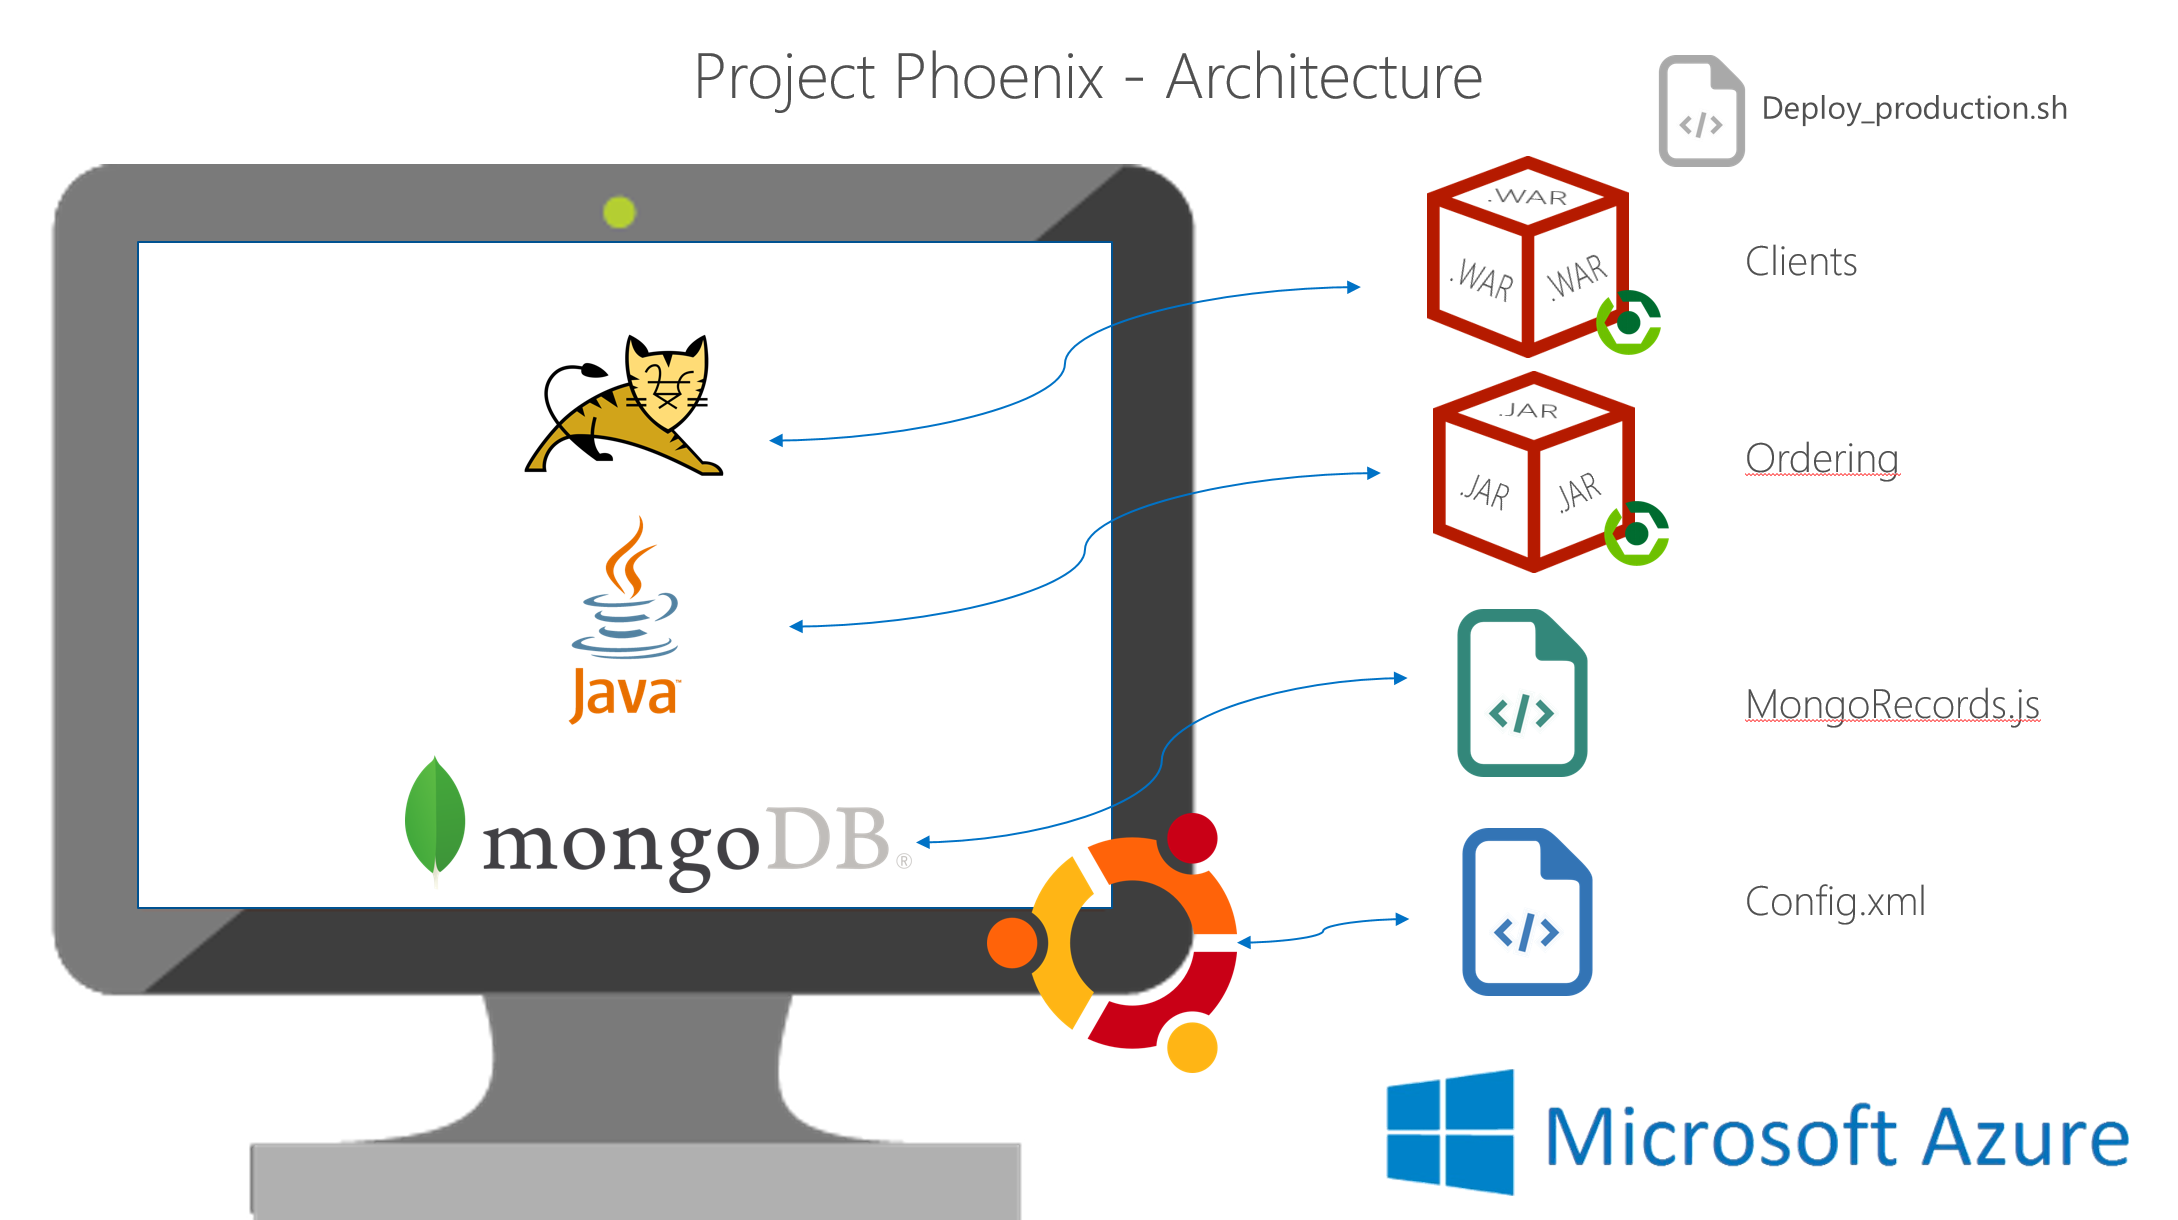 Project Phoenix - Architecture
</> Deploy_production.sh
.WAR
.WAR .WAR
Clients
.JAR
.JAR .JAR
Ordering
Java™
</>
MongoRecords.js
mongoDB®
</>
Config.xml
Microsoft Azure